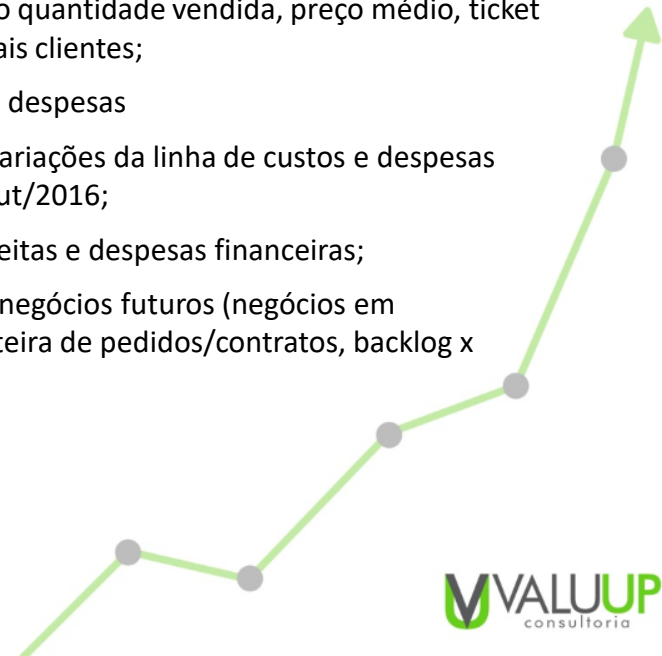 o quantidade vendida, preço médio, ticket
ais clientes;
despesas
ariações da linha de custos e despesas
ut/2016;
eitas e despesas financeiras;
negócios futuros (negócios em
teira de pedidos/contratos, backlog x
VALUUP
consultoria